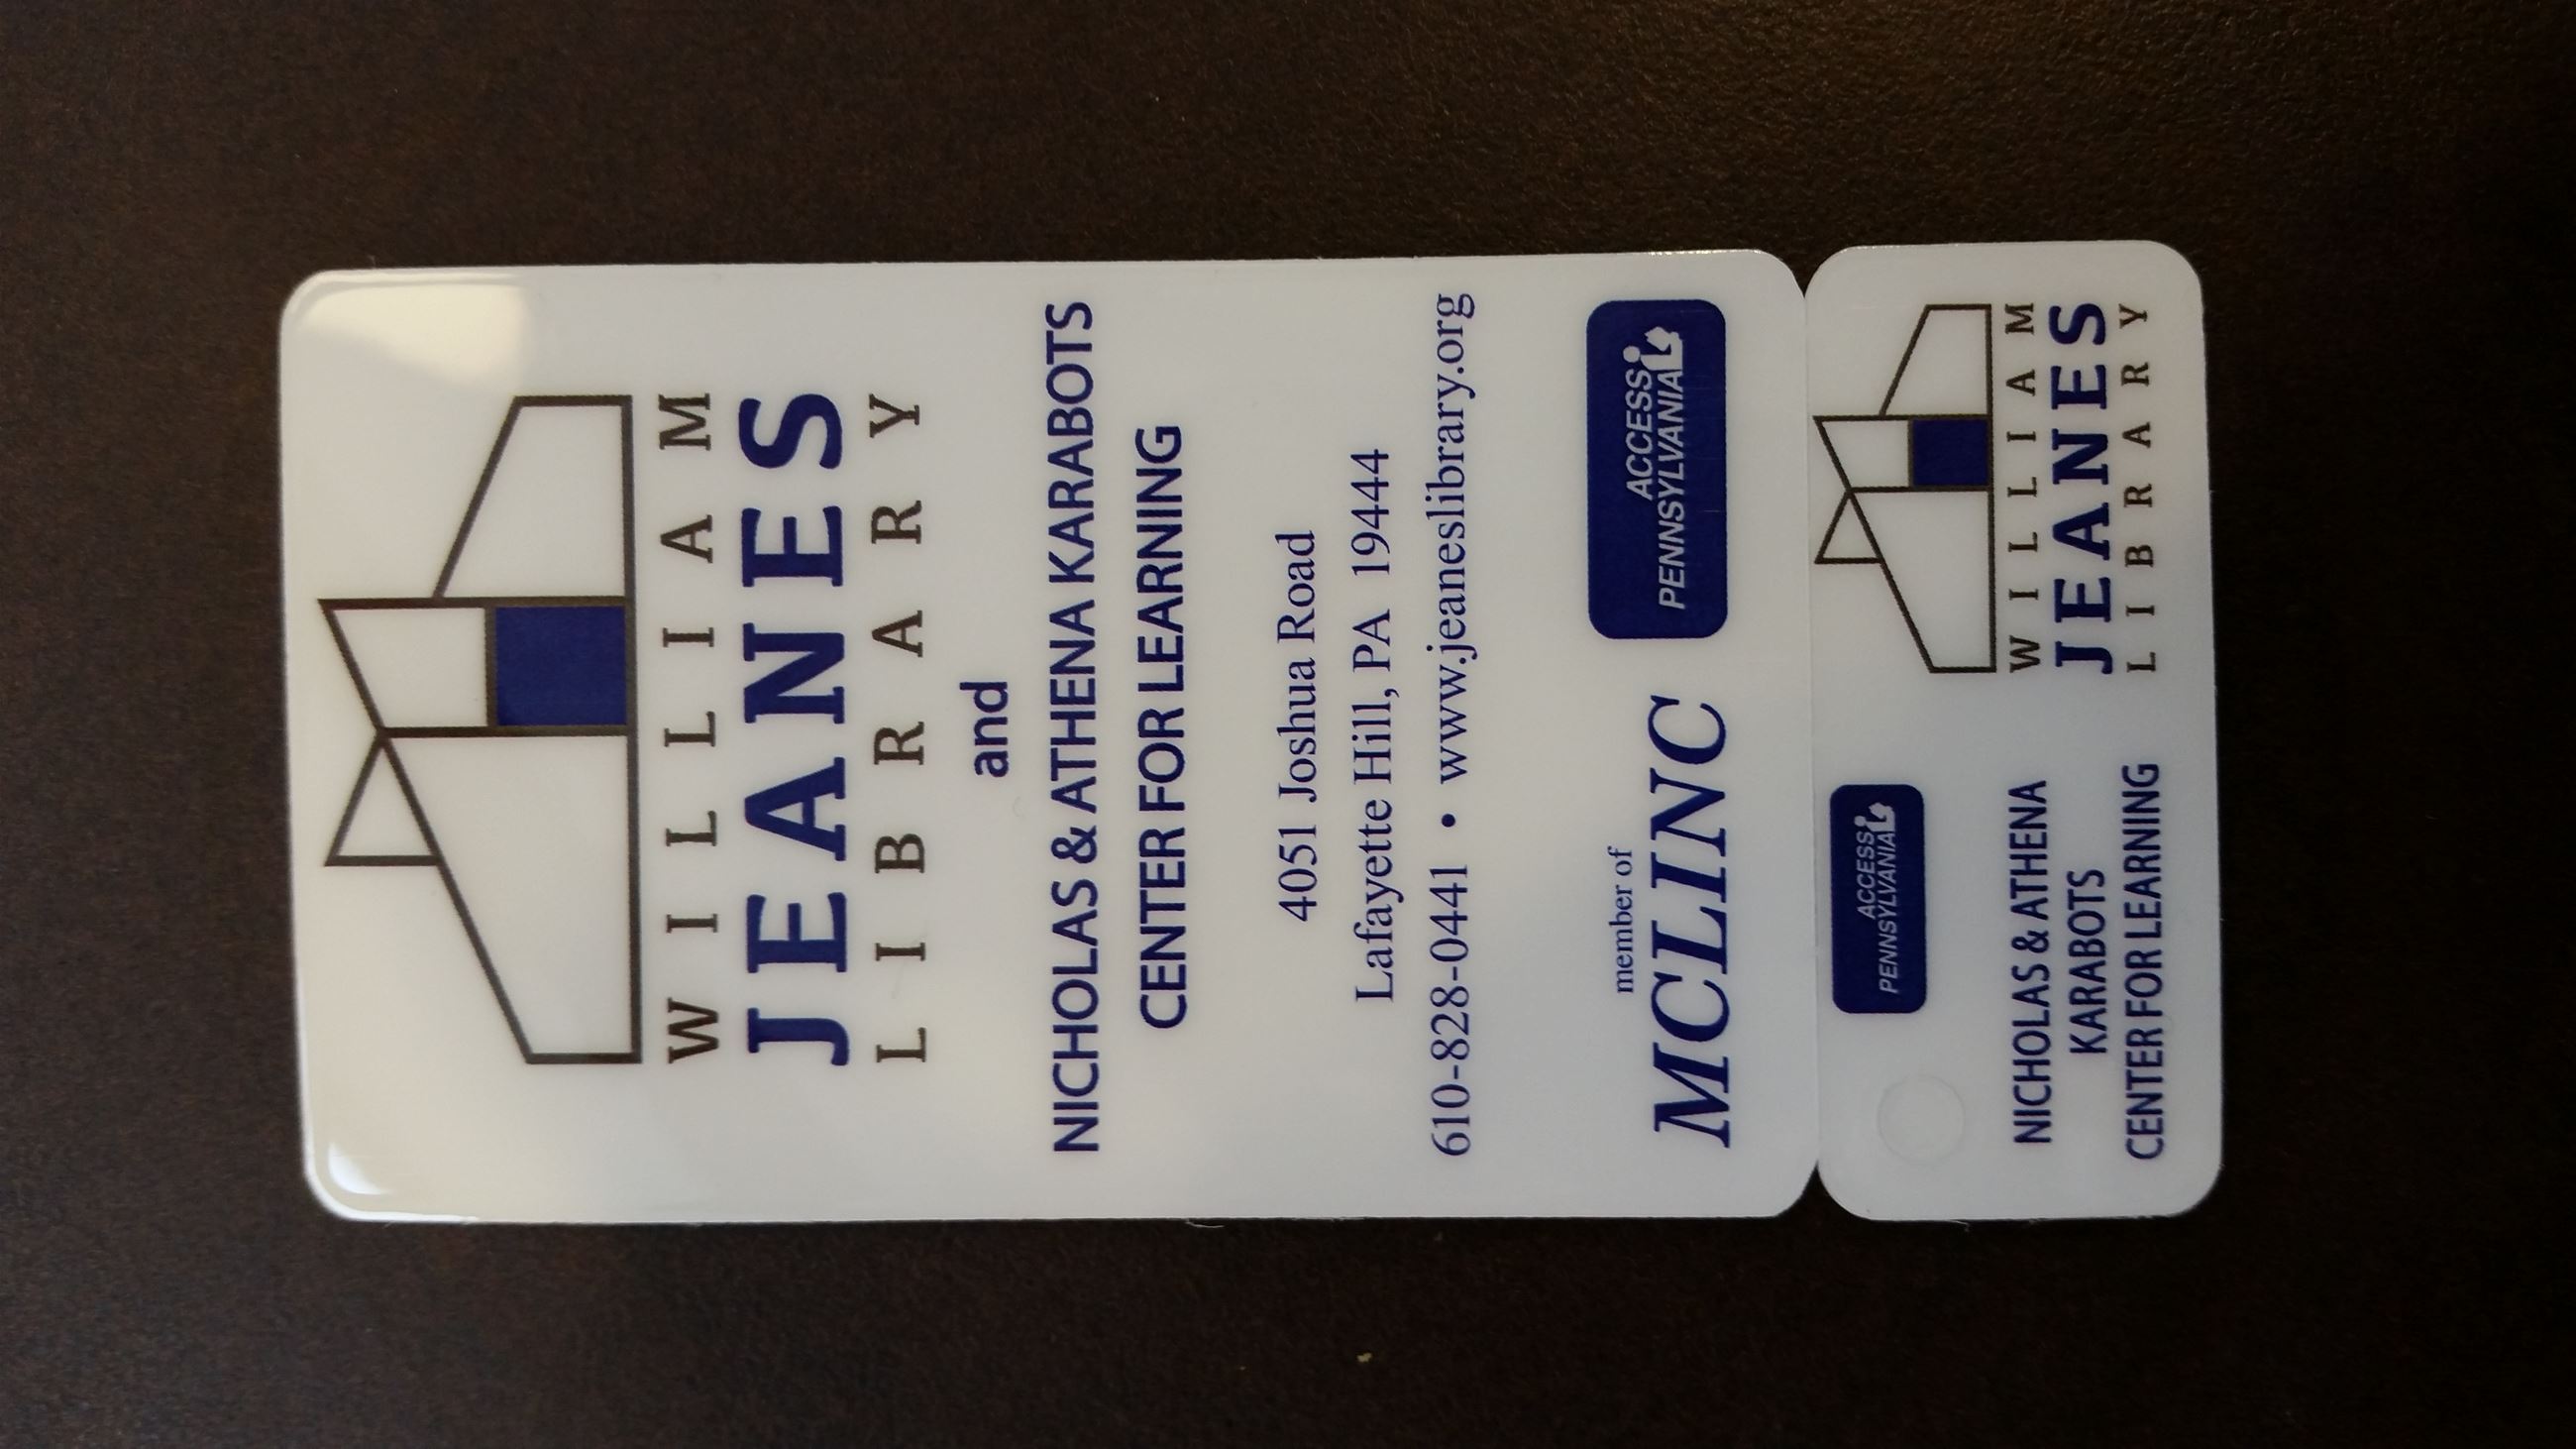 WILLIAM
JEANES
LIBRARY
and
NICHOLAS & ATHENA KARABOTS
CENTER FOR LEARNING
4051 Joshua Road
Lafayette Hill, PA 19444
610-828-0441 • www.jeaneslibrary.org
member of
MCLINC
ACCESS
PENNSYLVANIA
ACCESS
PENNSYLVANIA
NICHOLAS & ATHENA
KARABOTS
CENTER FOR LEARNING
WILLIAM
JEANES
LIBRARY